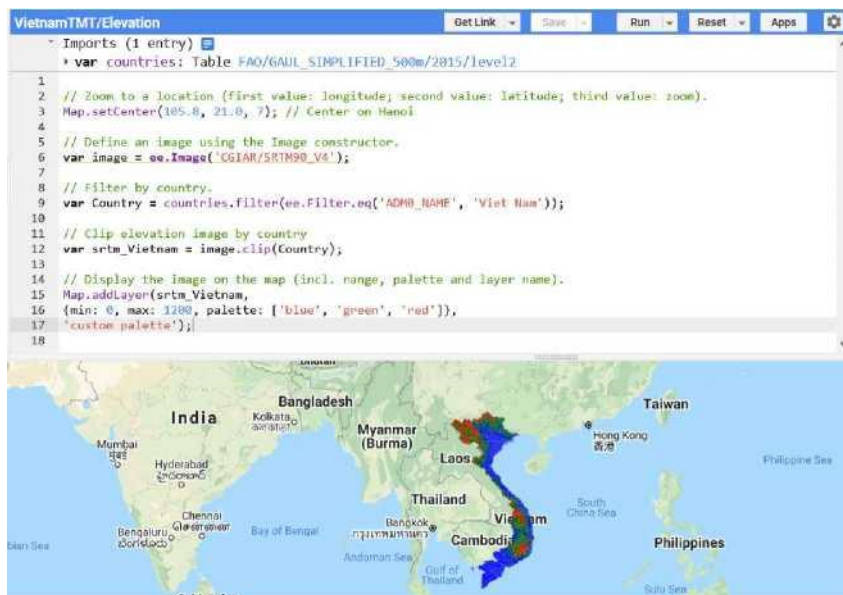 VietnamTMT/Elevation
Get Link
Save
Run
Reset
Apps
Imports (1 entry)
var countries: Table FAO/GAUL_SIMPLIFIED_500m/2015/level2
1
2 // Zoom to a location (first value: longitude; second value: latitude; third value: zoom).
3 Map.setCenter(105.8, 21.0, 7); // Center on Hanoi
4
5 // Define an image using the Image constructor.
6 var image = ee.Image('CGIAR/SRTM90_V4');
7
8 // Filter by country.
9 var Country = countries.filter(ee.Filter.eq('ADM0_NAME', 'Viet Nam'));
10
11 // Clip elevation image by country
12 var srtm_Vietnam = image.clip(Country);
13
14 // Display the image on the map (incl. range, palette and layer name).
15 Map.addLayer(srtm_Vietnam,
16 {min: 0, max: 1200, palette: ['blue', 'green', 'red']},
17 'custom palette');
18
Bhutan
Bangladesh
Taiwan
India
Kolkata
Myanmar
(Burma)
Hong Kong
香港
Mumbai
मुंबई
Laos
Philippine Sea
Hyderabad
Thailand
South
China Sea
Chennai
சென்னை
Bangkok
กรุงเทพมหานคร
Vietnam
Bengaluru
ಬೆಂಗಳೂರು
Bay of Bengal
Cambodia
Philippines
bian Sea
Andaman Sea
Gulf of
Thailand
Sulu Sea